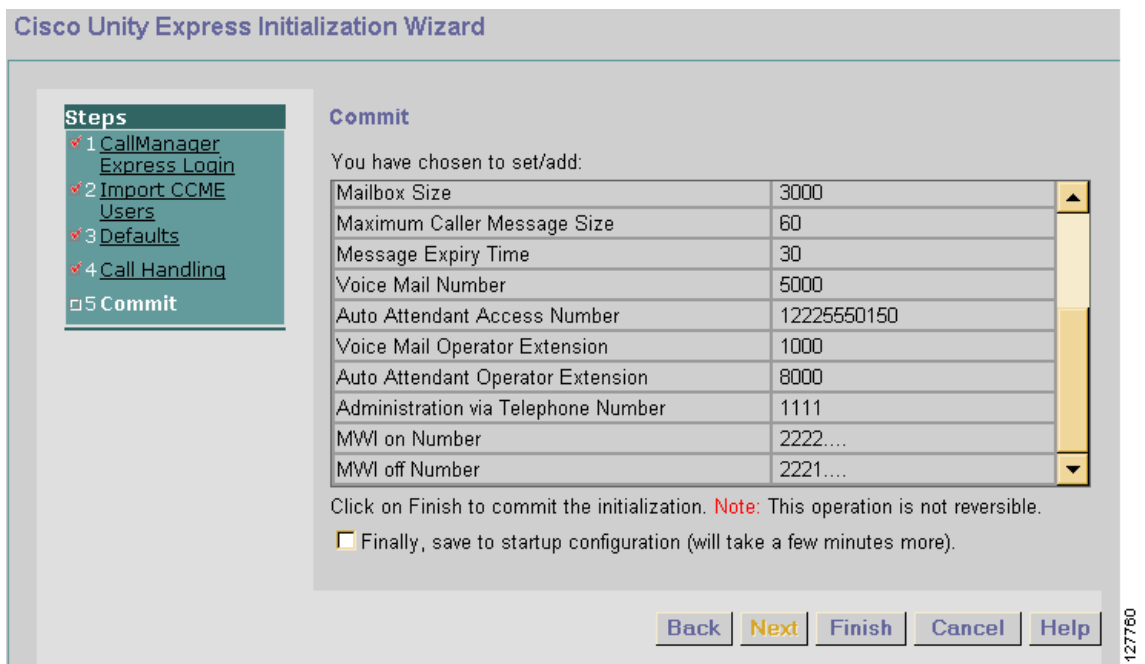 Cisco Unity Express Initialization Wizard
Steps
1 CallManager
Express Login
2 Import CCME
Users
3 Defaults
4 Call Handling
5 Commit
Commit
You have chosen to set/add:
Mailbox Size 3000
Maximum Caller Message Size 60
Message Expiry Time 30
Voice Mail Number 5000
Auto Attendant Access Number 12225550150
Voice Mail Operator Extension 1000
Auto Attendant Operator Extension 8000
Administration via Telephone Number 1111
MWI on Number 2222....
MWI off Number 2221....
Click on Finish to commit the initialization. Note: This operation is not reversible.
Finally, save to startup configuration (will take a few minutes more).
Back Next Finish Cancel Help
127760